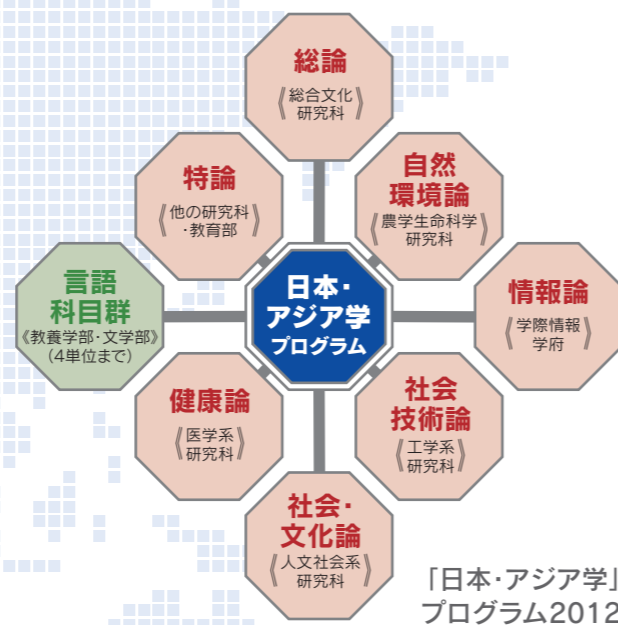 総論
《総合文化
研究科》
特論
《他の研究科
・教育部》
自然
環境論
《農学生命科学
研究科》
言語
科目群
《教養学部・文学部》
(4単位まで)
日本・
アジア学
プログラム
情報論
《学際情報
学府》
健康論
《医学系
研究科》
社会
技術論
《工学系
研究科》
社会・
文化論
《人文社会系
研究科》
「日本・アジア学」
プログラム2012